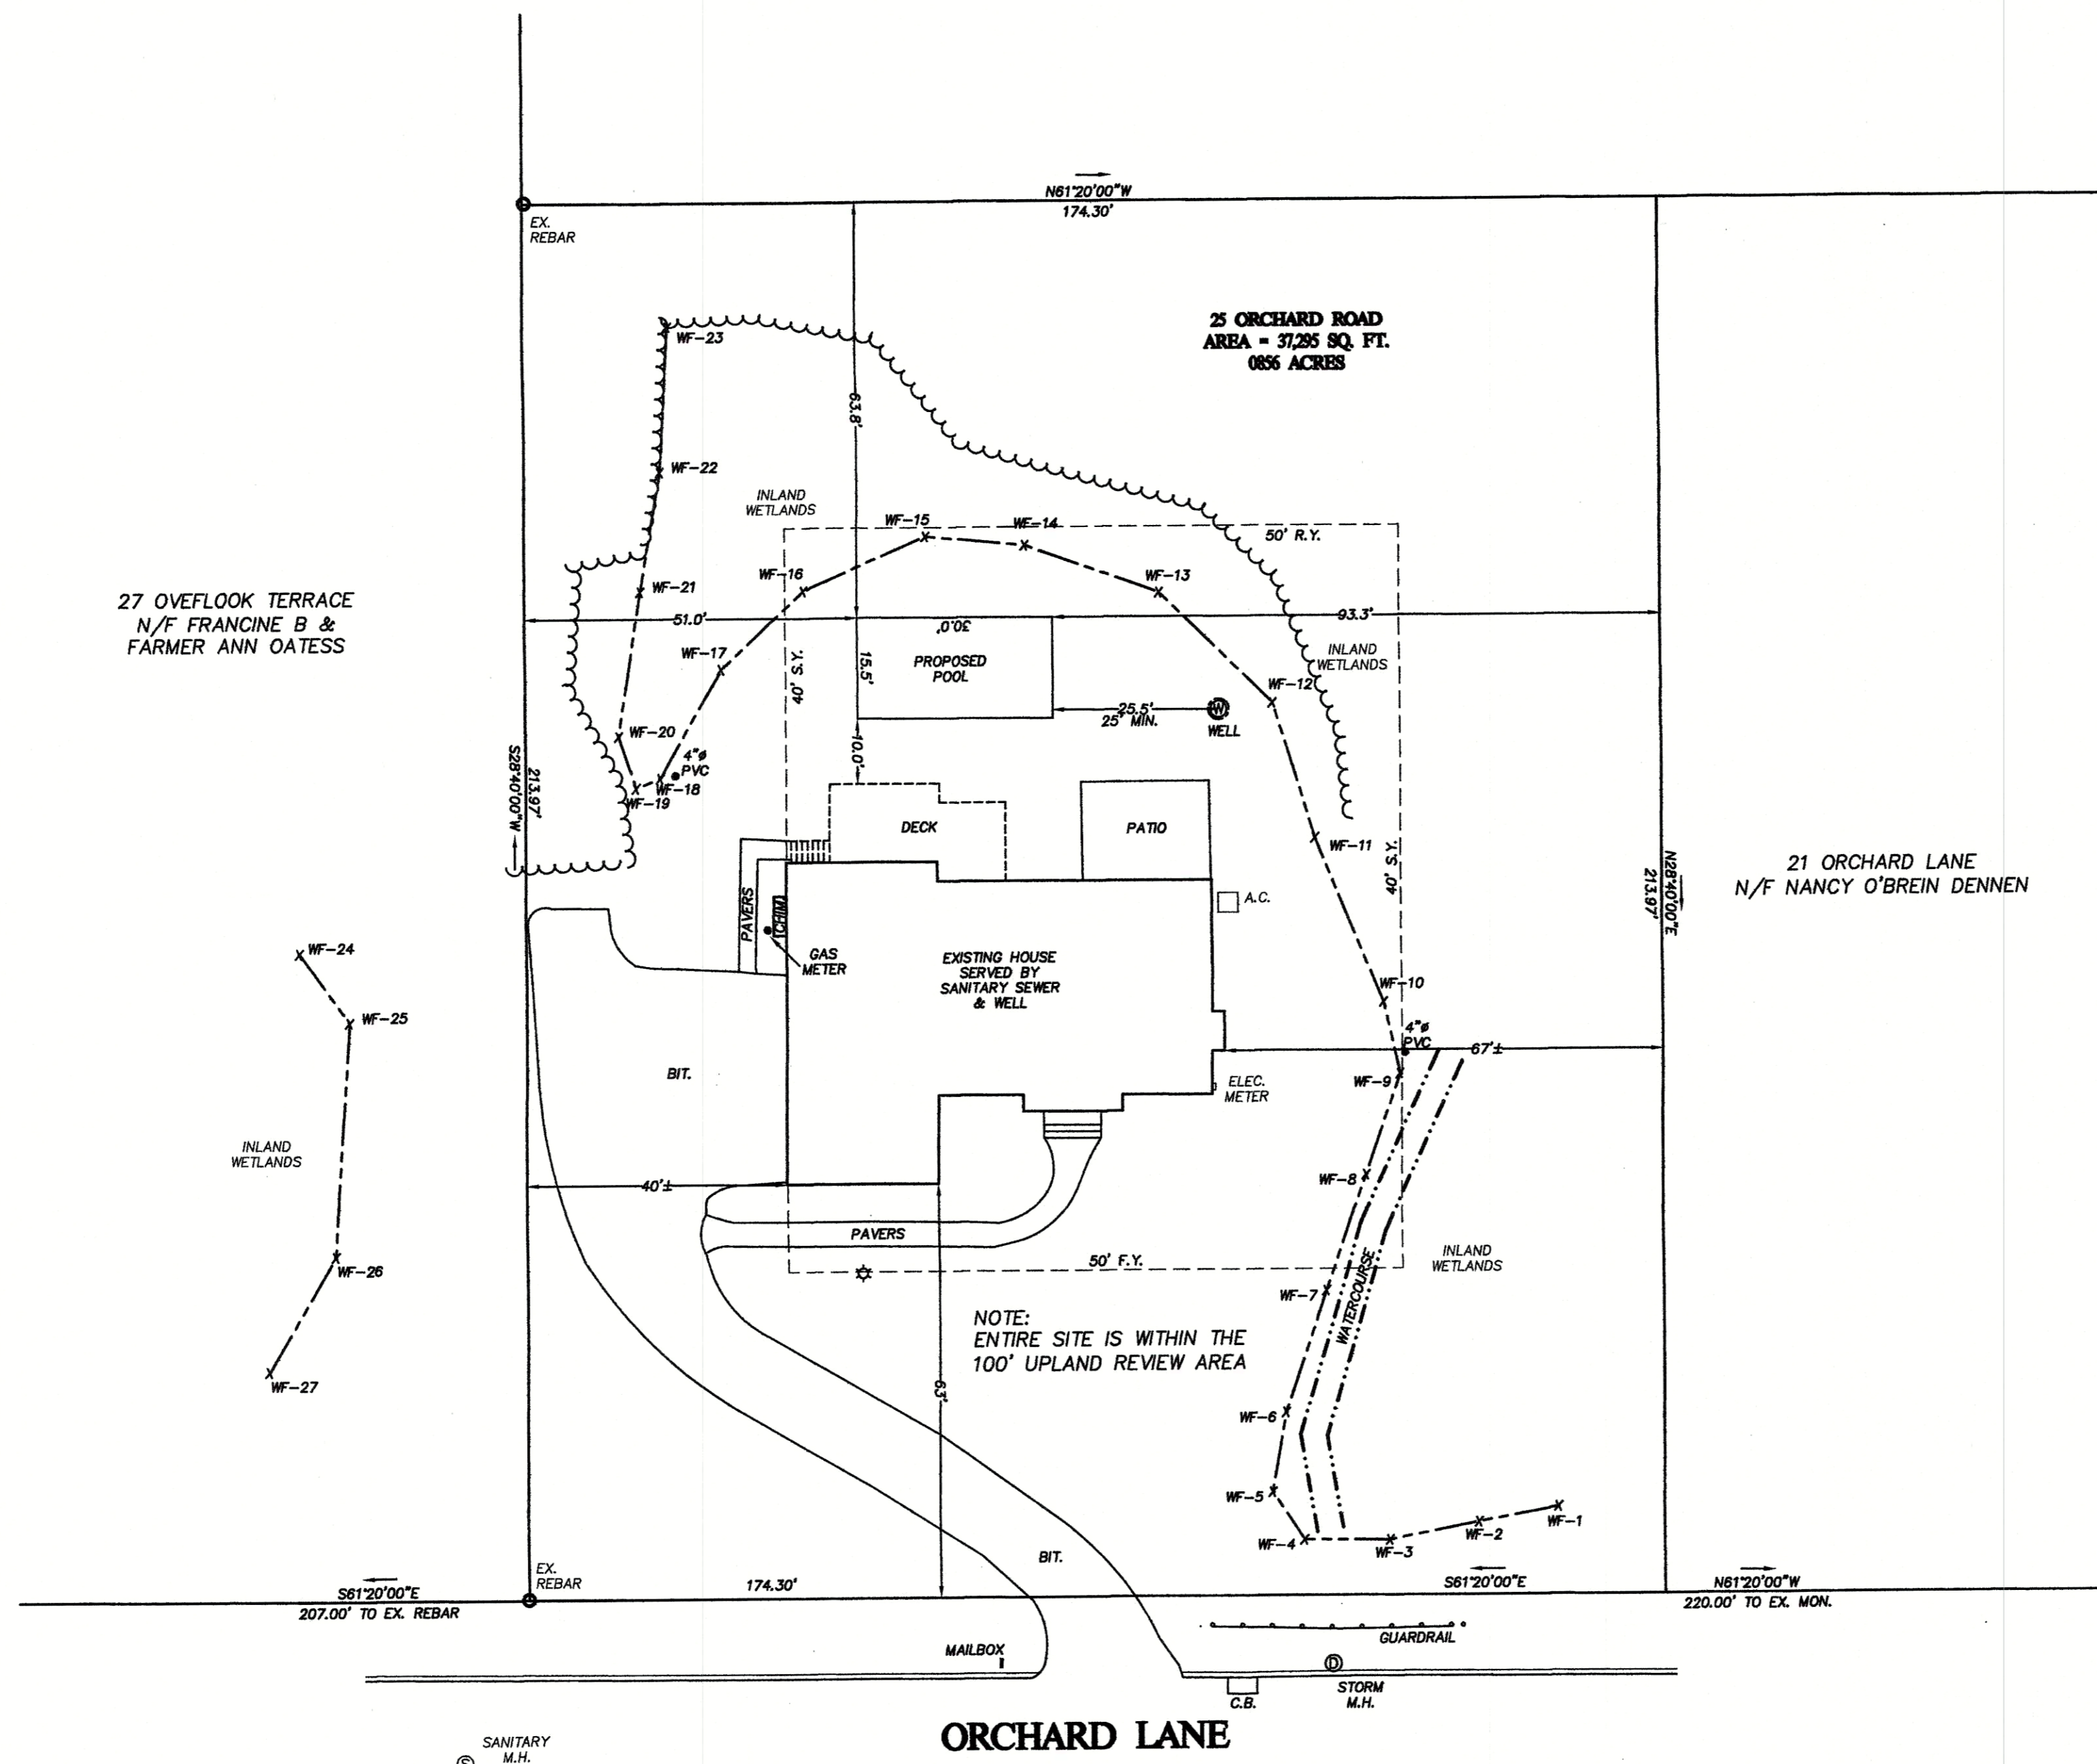 N61°20'00"W
174.30'
EX.
REBAR
25 ORCHARD ROAD
AREA = 37,295 SQ. FT.
0856 ACRES
WF-23
63.8'
WF-22
INLAND
WETLANDS
WF-15
WF-14
50' R.Y.
WF-16
WF-13
WF-21
27 OVEFLOOK TERRACE
N/F FRANCINE B &
FARMER ANN OATESS
51.0'
30.0'
93.3'
WF-17
40' S.Y.
15.5'
PROPOSED
POOL
INLAND
WETLANDS
WF-12
25.5'
25' MIN.
WELL
W
WF-20
10.0'
4"ø
PVC
WF-18
WF-19
S28°40'00"W
213.97'
DECK
PATIO
WF-11
40' S.Y.
N28°40'00"E
213.97'
21 ORCHARD LANE
N/F NANCY O'BREIN DENNEN
A.C.
PAVERS
CHIM
GAS
METER
EXISTING HOUSE
SERVED BY
SANITARY SEWER
& WELL
WF-24
WF-25
WF-10
4"ø
PVC
67'±
BIT.
WF-9
ELEC.
METER
INLAND
WETLANDS
WF-8
40'±
PAVERS
50' F.Y.
INLAND
WETLANDS
WATERCOURSE
WF-26
WF-7
NOTE:
ENTIRE SITE IS WITHIN THE
100' UPLAND REVIEW AREA
WF-27
63'
WF-6
WF-5
WF-1
WF-2
WF-4
WF-3
BIT.
EX.
REBAR
174.30'
S61°20'00"E
207.00' TO EX. REBAR
S61°20'00"E
N61°20'00"W
220.00' TO EX. MON.
GUARDRAIL
MAILBOX
D
STORM
M.H.
C.B.
ORCHARD LANE
SANITARY
M.H.
S